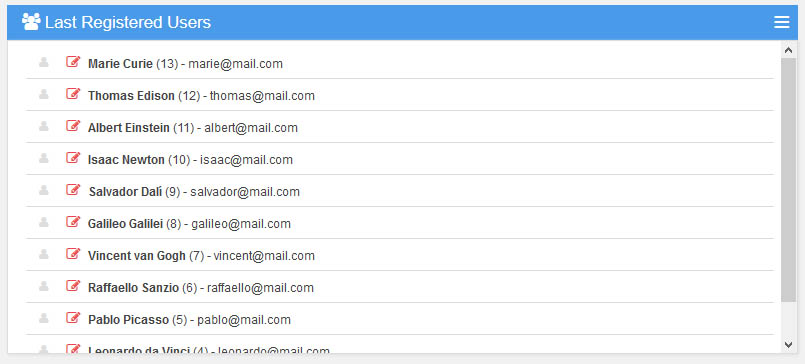 Last Registered Users
Marie Curie (13) - marie@mail.com
Thomas Edison (12) - thomas@mail.com
Albert Einstein (11) - albert@mail.com
Isaac Newton (10) - isaac@mail.com
Salvador Dalí (9) - salvador@mail.com
Galileo Galilei (8) - galileo@mail.com
Vincent van Gogh (7) - vincent@mail.com
Raffaello Sanzio (6) - raffaello@mail.com
Pablo Picasso (5) - pablo@mail.com
Leonardo da Vinci (4) - leonardo@mail.com